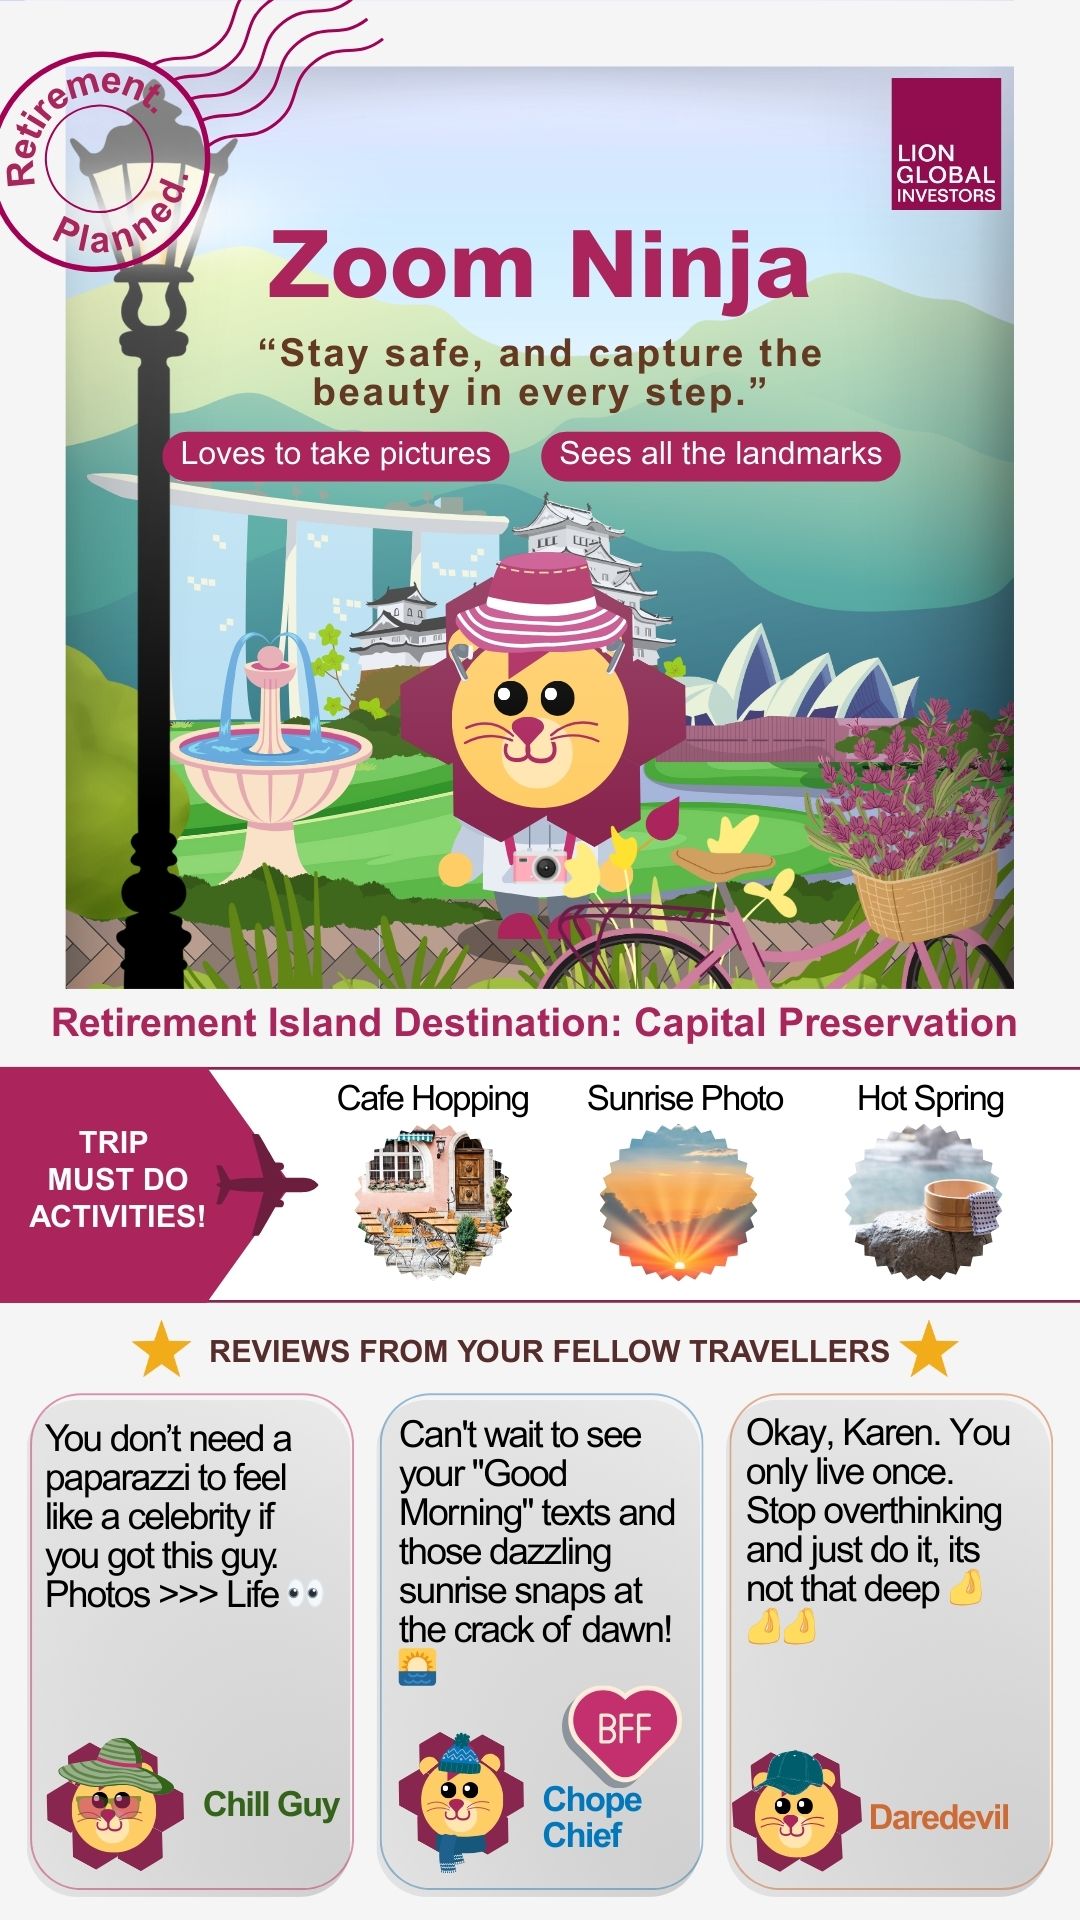 Retirement.
Planned.
LION
GLOBAL
INVESTORS
Zoom Ninja
“Stay safe, and capture the
beauty in every step.”
Loves to take pictures
Sees all the landmarks
Retirement Island Destination: Capital Preservation
TRIP
MUST DO
ACTIVITIES!
Cafe Hopping
Sunrise Photo
Hot Spring
REVIEWS FROM YOUR FELLOW TRAVELLERS
You don’t need a
paparazzi to feel
like a celebrity if
you got this guy.
Photos >>> Life 👀
Chill Guy
Can't wait to see
your "Good
Morning" texts and
those dazzling
sunrise snaps at
the crack of dawn!
🌅
BFF
Chope
Chief
Okay, Karen. You
only live once.
Stop overthinking
and just do it, its
not that deep 🫸
🫸🫸
Daredevil